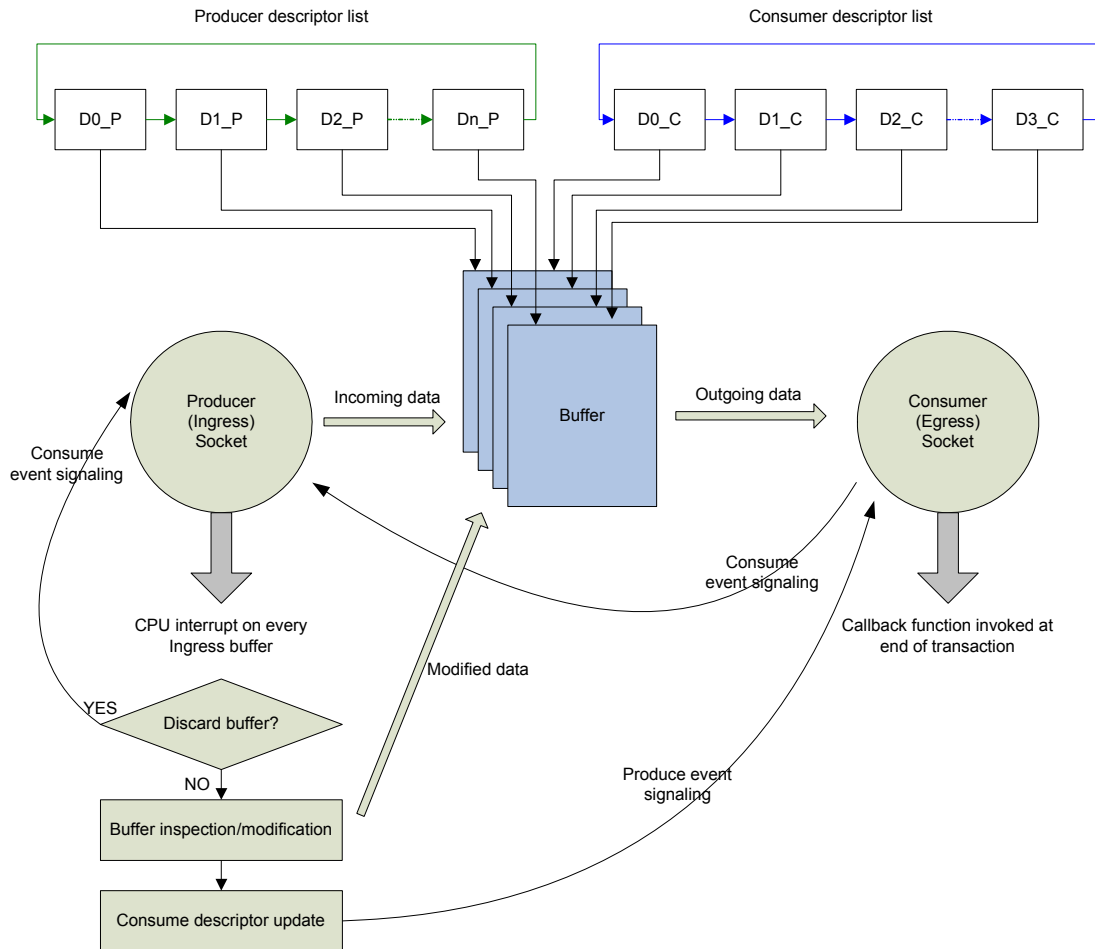 Producer descriptor list
Consumer descriptor list
D0_P
D1_P
D2_P
Dn_P
D0_C
D1_C
D2_C
D3_C
Producer
(Ingress)
Socket
Incoming data
Buffer
Outgoing data
Consumer
(Egress)
Socket
Consume
event signaling
Consume
event signaling
CPU interrupt on every
Ingress buffer
Callback function invoked at
end of transaction
Modified data
YES
Discard buffer?
NO
Produce event
signaling
Buffer inspection/modification
Consume descriptor update